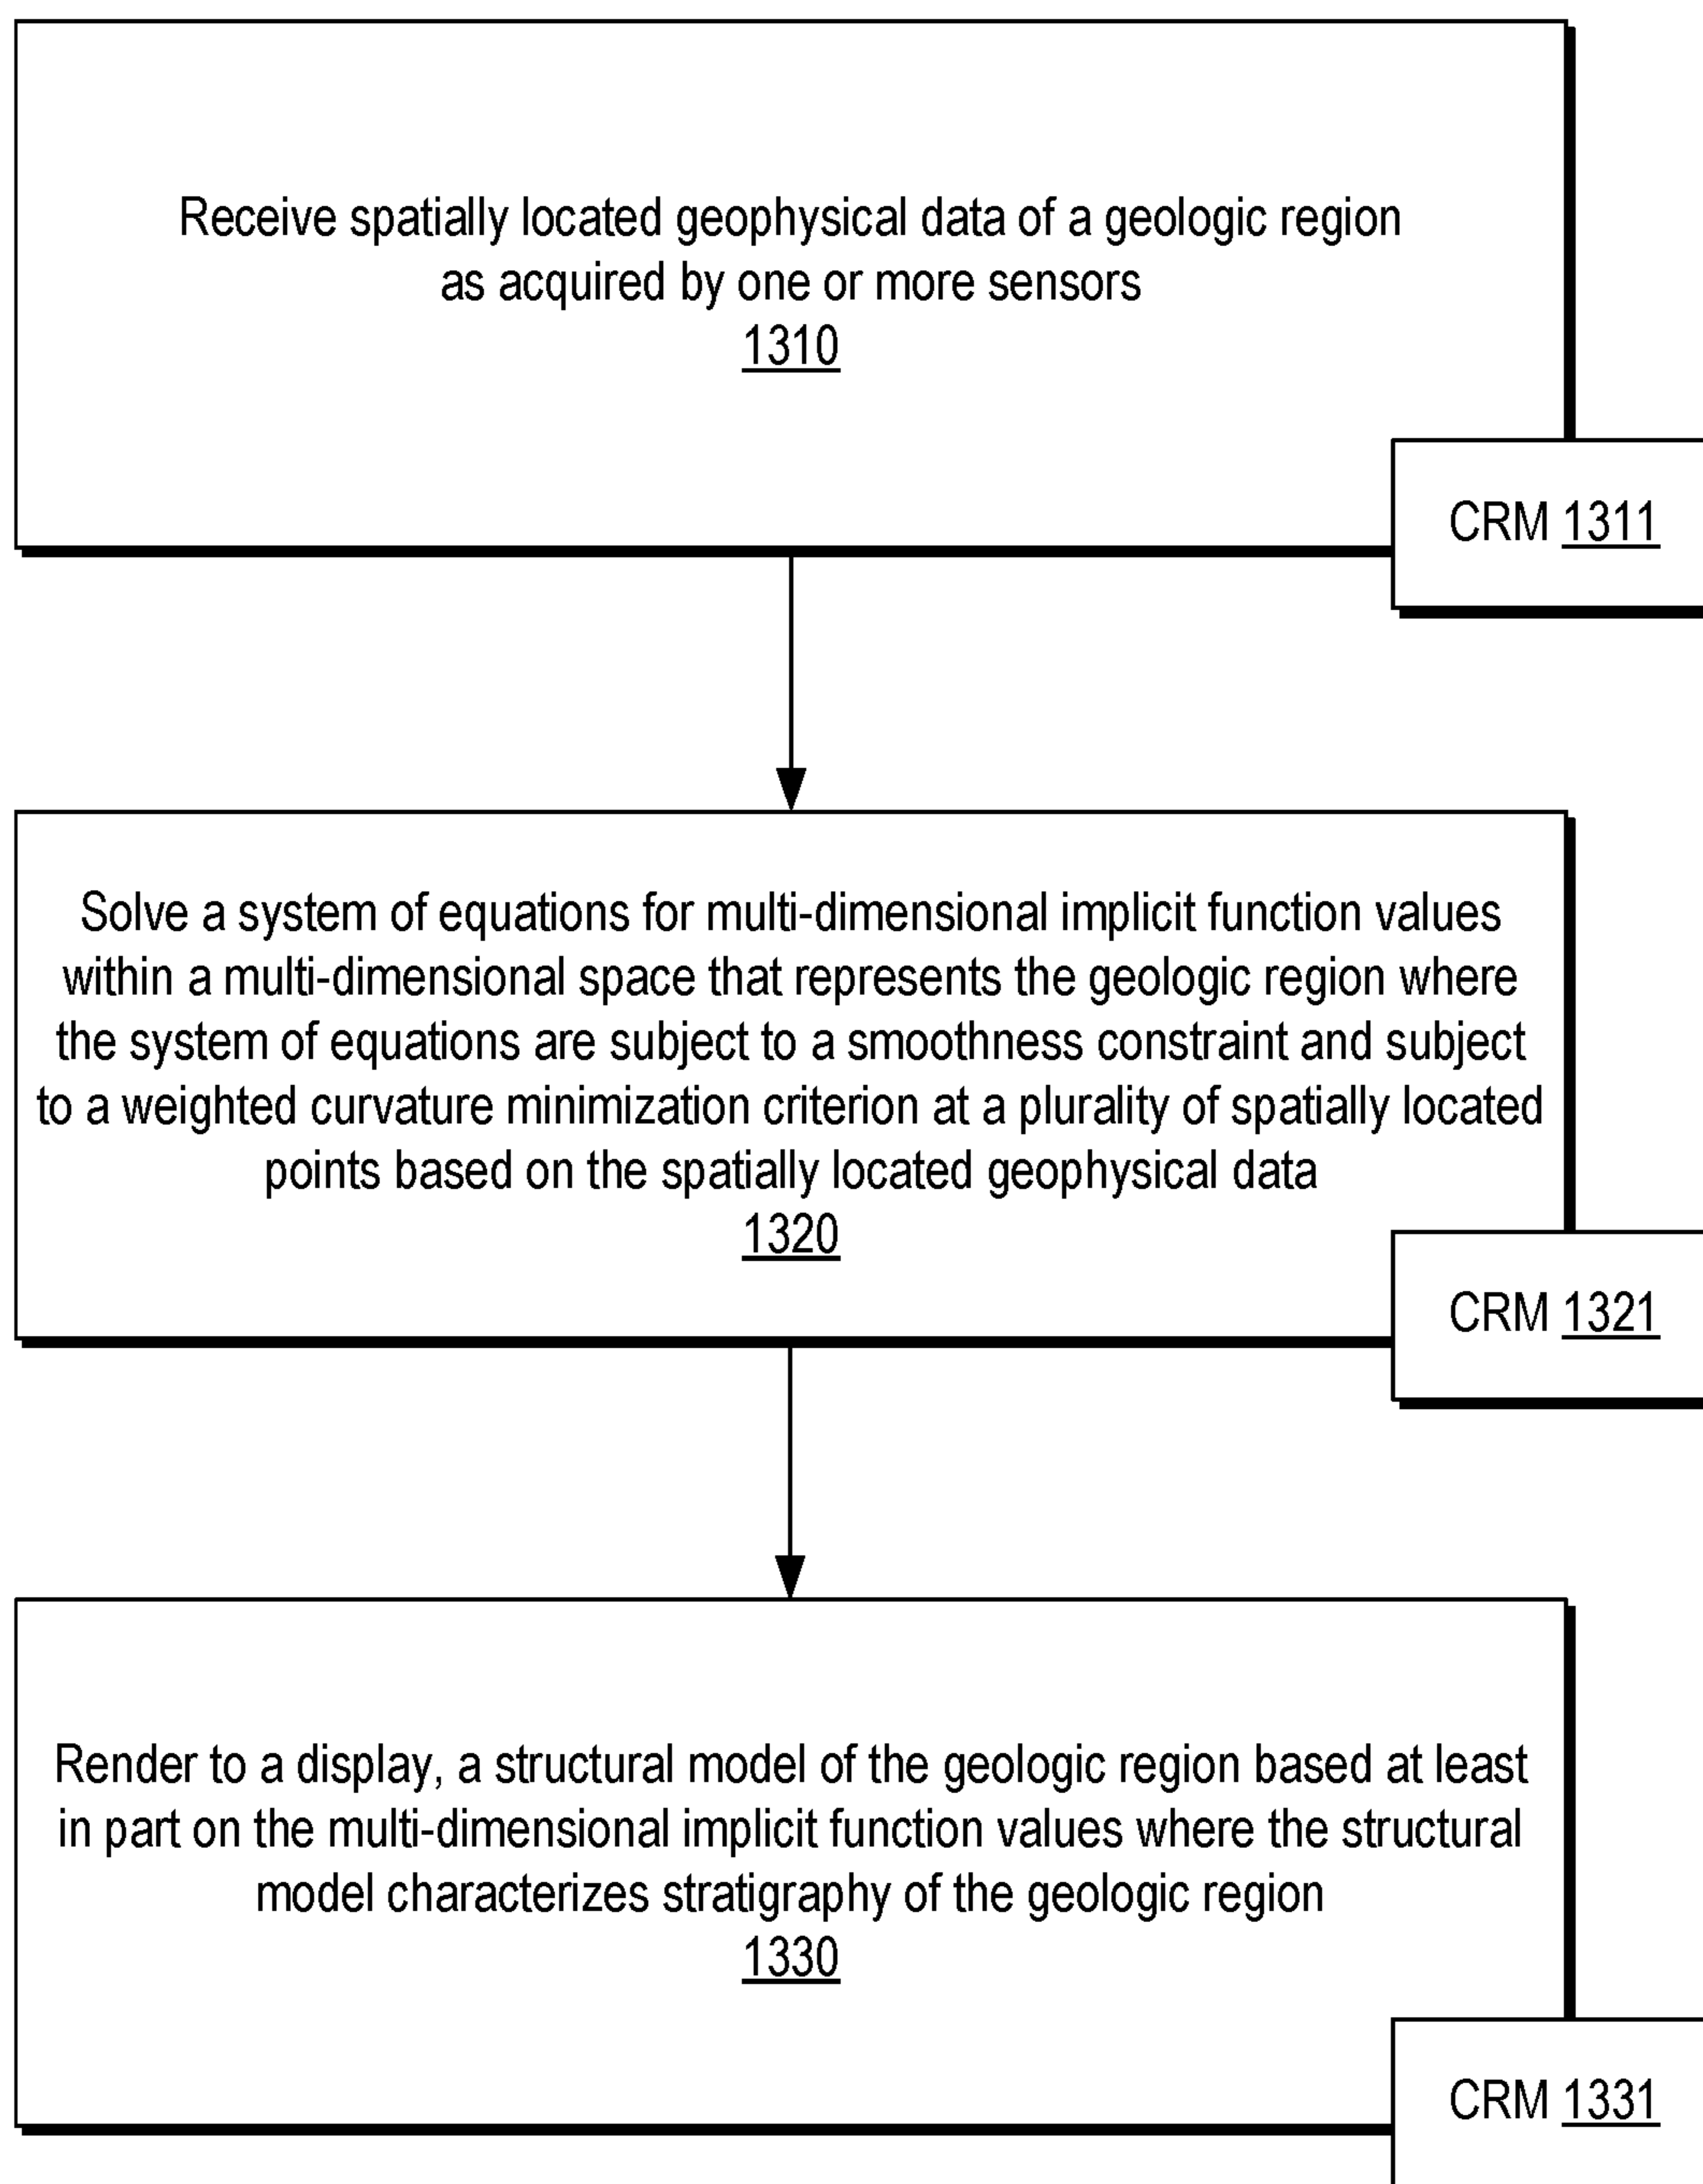 Receive spatially located geophysical data of a geologic region
as acquired by one or more sensors
1310
CRM 1311
Solve a system of equations for multi-dimensional implicit function values
within a multi-dimensional space that represents the geologic region where
the system of equations are subject to a smoothness constraint and subject
to a weighted curvature minimization criterion at a plurality of spatially located
points based on the spatially located geophysical data
1320
CRM 1321
Render to a display, a structural model of the geologic region based at least
in part on the multi-dimensional implicit function values where the structural
model characterizes stratigraphy of the geologic region
1330
CRM 1331